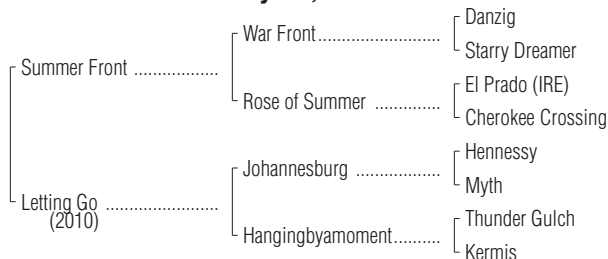 War Front.................. Danzig
Starry Dreamer
Summer Front ..................
Rose of Summer .............. El Prado (IRE)
Cherokee Crossing
Johannesburg .................. Hennessy
Myth
Letting Go ........................
(2010)
Hangingbyamoment.......... Thunder Gulch
Kermis